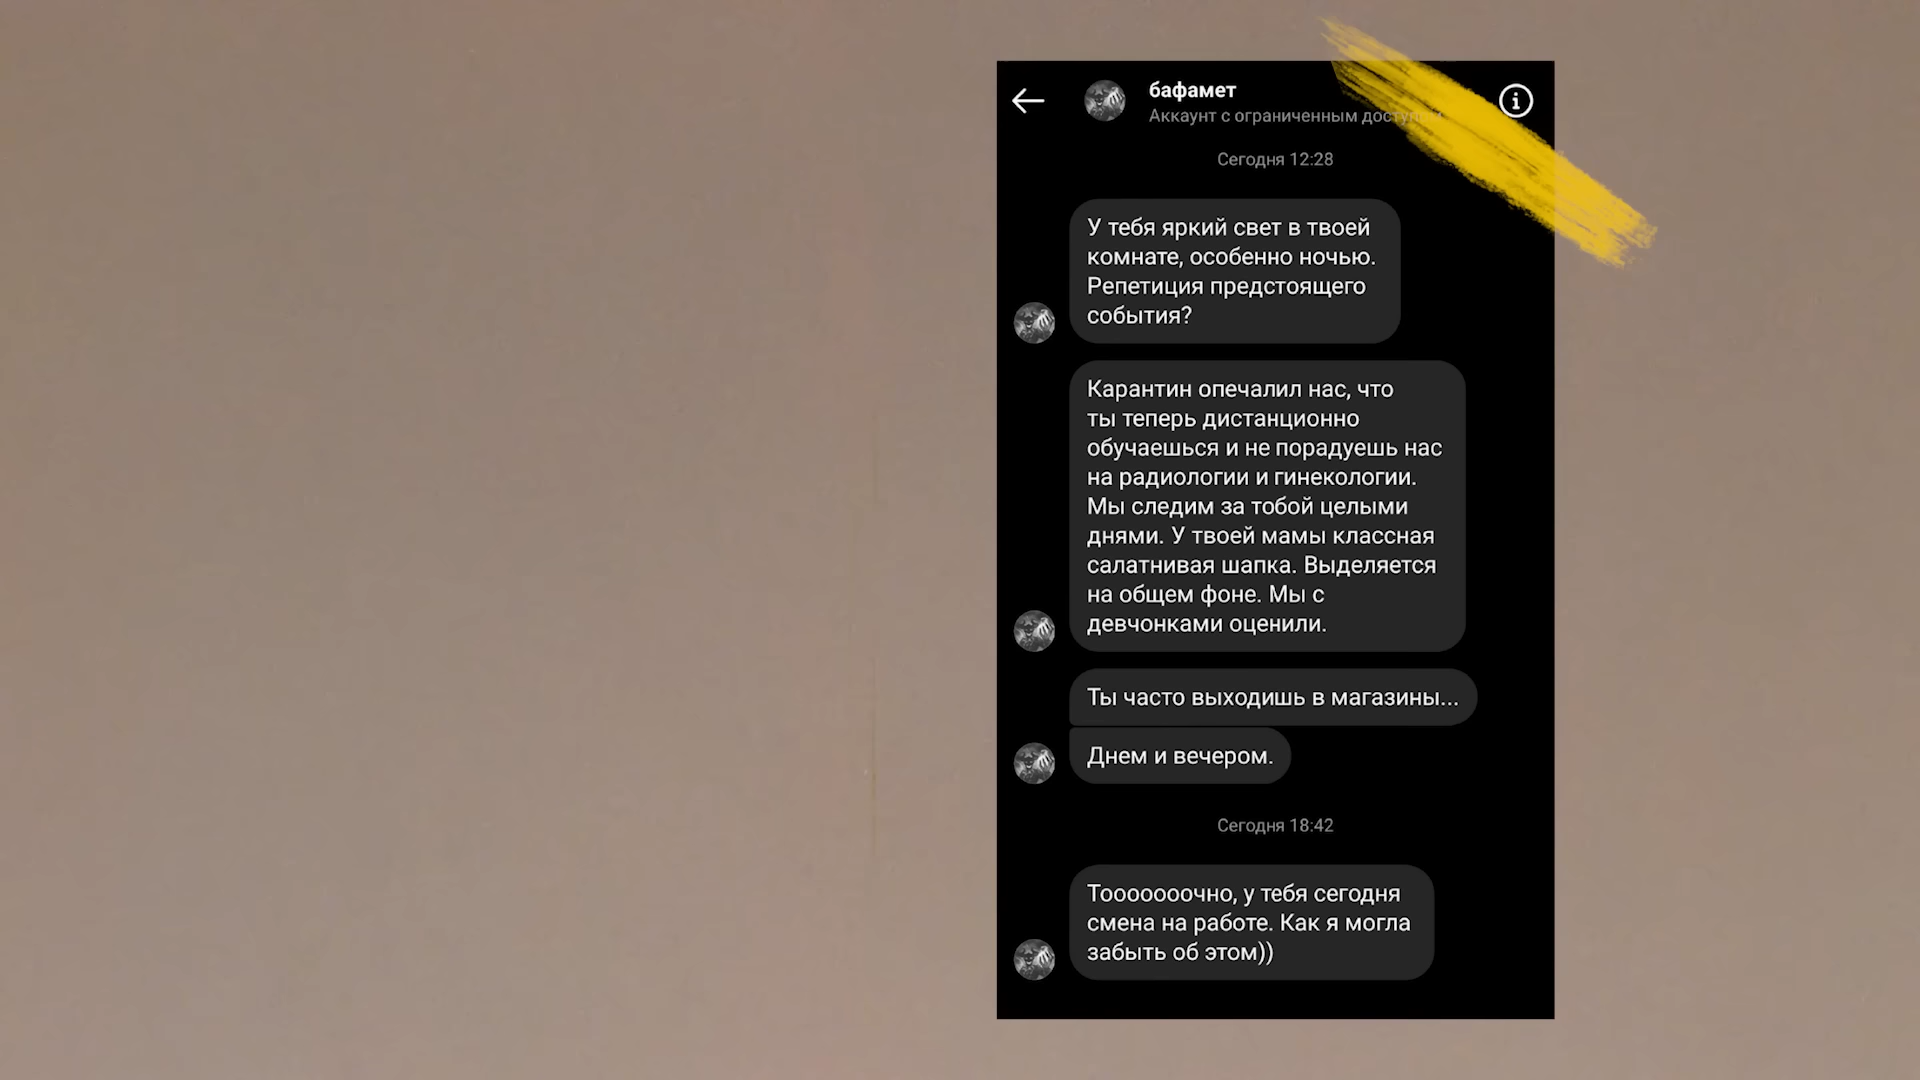 бафамет
Аккаунт с ограниченным
Сегодня 12:28
У тебя яркий свет в твоей
комнате, особенно ночью.
Репетиция предстоящего
события?
Карантин опечалил нас, что
ты теперь дистанционно
обучаешься и не порадуешь нас
на радиологии и гинекологии.
Мы следим за тобой целыми
днями. У твоей мамы классная
салатнивая шапка. Выделяется
на общем фоне. Мы с
девчонками оценили.
Ты часто выходишь в магазины...
Днем и вечером.
Сегодня 18:42
Тооооооочно, у тебя сегодня
смена на работе. Как я могла
забыть об этом))